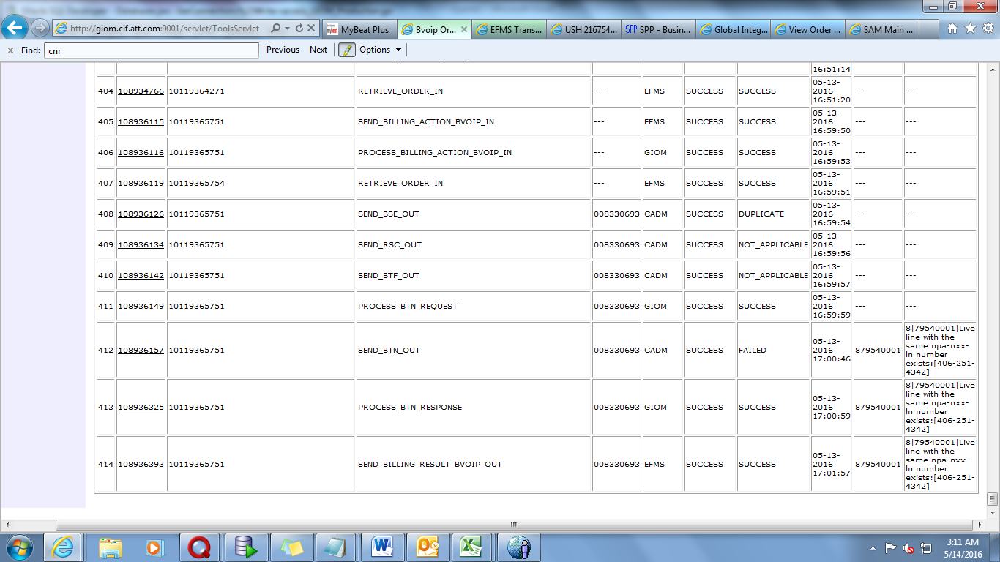 http://giom.cif.att.com:9001/servlet/ToolsServlet
MyBeat Plus
Bvoip Or...
EFMS Trans...
USH 216754...
SPP SPP - Busin...
Global Integ...
View Order ...
SAM Main ...
x Find: cnr Previous Next Options
16:51:14
404 108934766 10119364271 RETRIEVE_ORDER_IN --- EFMS SUCCESS SUCCESS 05-13-2016 16:51:20 --- ---
405 108936115 10119365751 SEND_BILLING_ACTION_BVOIP_IN --- EFMS SUCCESS SUCCESS 05-13-2016 16:59:50 --- ---
406 108936116 10119365751 PROCESS_BILLING_ACTION_BVOIP_IN --- GIOM SUCCESS SUCCESS 05-13-2016 16:59:53 --- ---
407 108936119 10119365754 RETRIEVE_ORDER_IN --- EFMS SUCCESS SUCCESS 05-13-2016 16:59:51 --- ---
408 108936126 10119365751 SEND_BSE_OUT 008330693 CADM SUCCESS DUPLICATE 05-13-2016 16:59:54 --- ---
409 108936134 10119365751 SEND_RSC_OUT 008330693 CADM SUCCESS NOT_APPLICABLE 05-13-2016 16:59:56 --- ---
410 108936142 10119365751 SEND_BTF_OUT 008330693 CADM SUCCESS NOT_APPLICABLE 05-13-2016 16:59:57 --- ---
411 108936149 10119365751 PROCESS_BTN_REQUEST 008330693 GIOM SUCCESS SUCCESS 05-13-2016 16:59:59 --- ---
412 108936157 10119365751 SEND_BTN_OUT 008330693 CADM SUCCESS FAILED 05-13-2016 17:00:46 879540001 8|79540001|Live line with the same npa-nxx-ln number exists:[406-251-4342]
413 108936325 10119365751 PROCESS_BTN_RESPONSE 008330693 GIOM SUCCESS SUCCESS 05-13-2016 17:00:59 879540001 8|79540001|Live line with the same npa-nxx-ln number exists:[406-251-4342]
414 108936393 10119365751 SEND_BILLING_RESULT_BVOIP_OUT 008330693 EFMS SUCCESS SUCCESS 05-13-2016 17:01:57 879540001 8|79540001|Live line with the same npa-nxx-ln number exists:[406-251-4342]
3:11 AM
5/14/2016